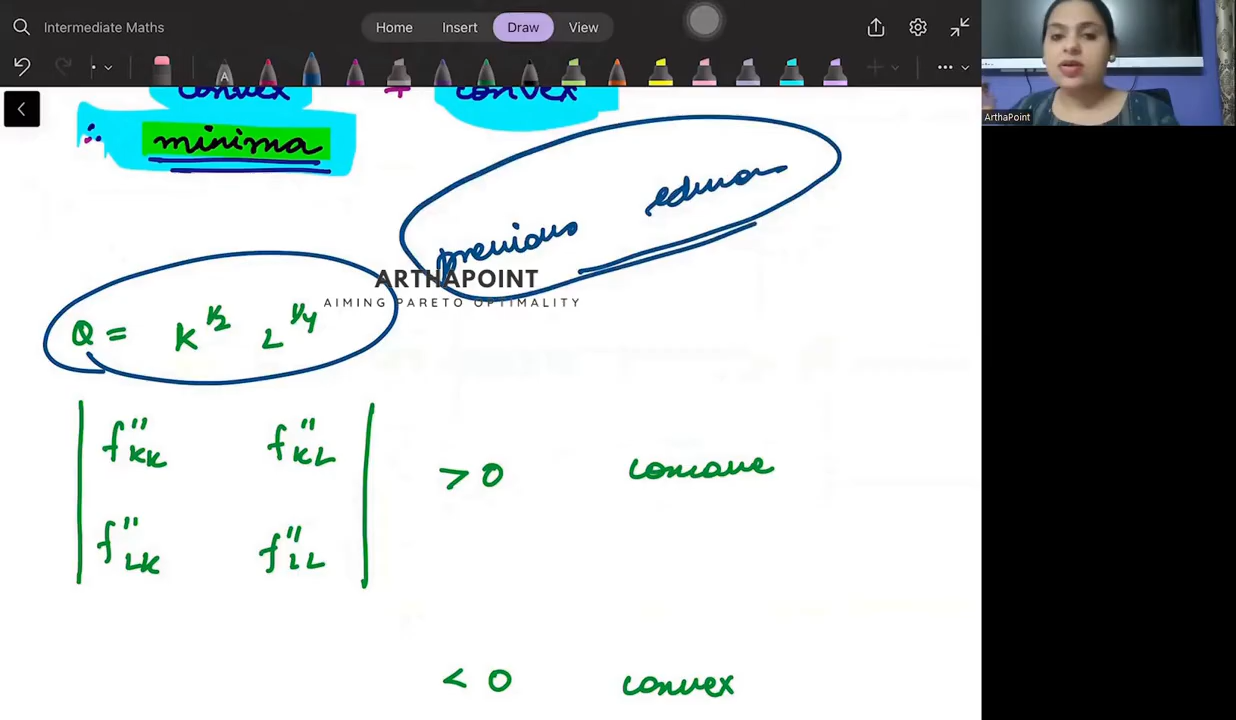 Intermediate Maths
Home Insert Draw View
A
convex + convex
∴ minima
previous
ARTHAPOINT
AIMING PARETO OPTIMALITY
Q = K^1/2 L^1/4
f''KK f''KL
> 0 concave
f''LK f''LL
< 0 convex
ArthaPoint